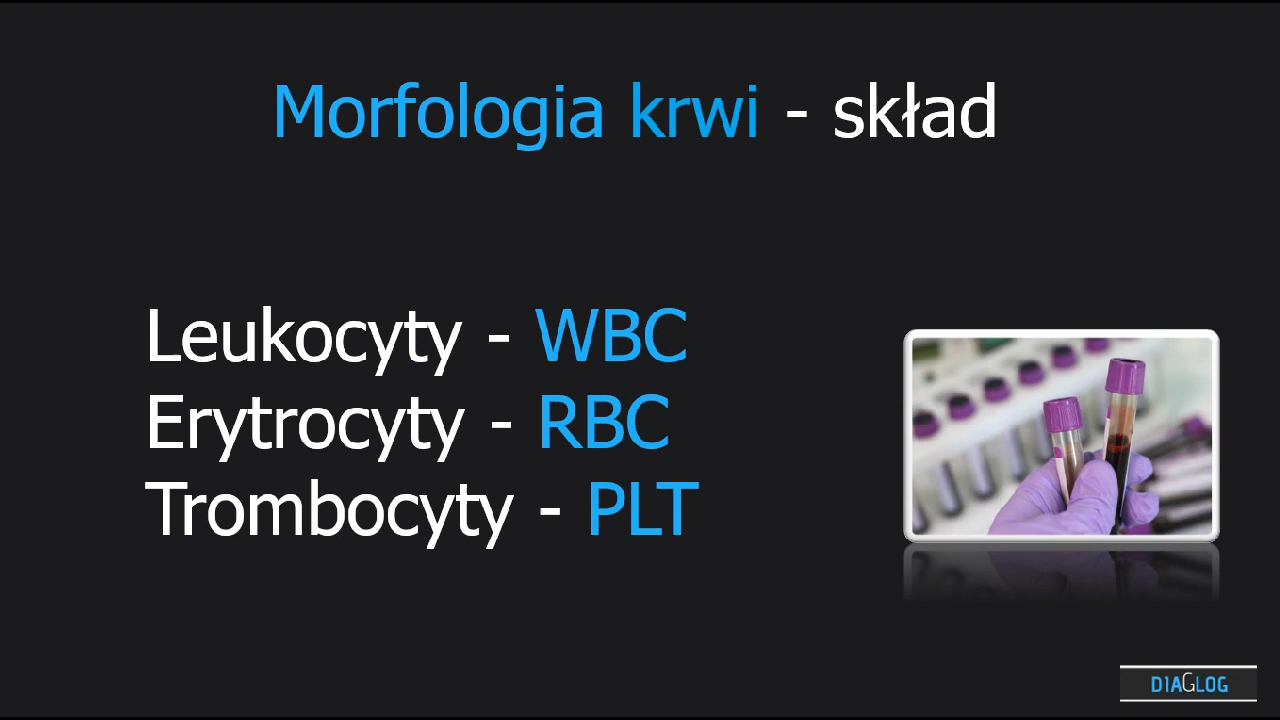 Morfologia krwi - skład
Leukocyty - WBC
Erytrocyty - RBC
Trombocyty - PLT
DIAGLOG